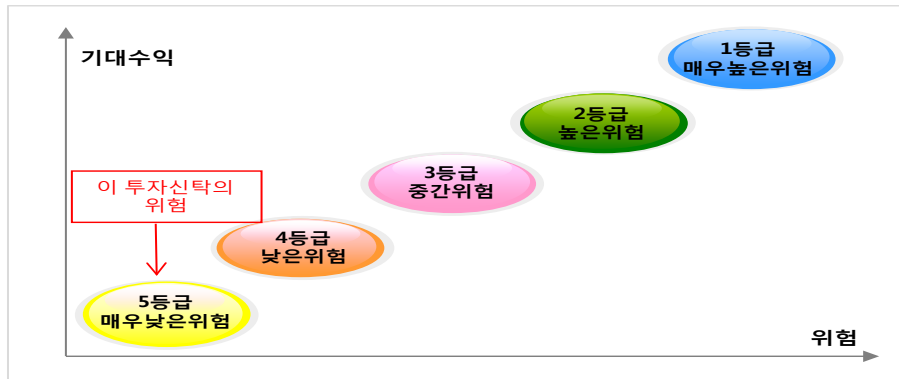 기대수익
1등급
매우높은위험
2등급
높은위험
3등급
중간위험
이 투자신탁의
위험
4등급
낮은위험
5등급
매우낮은위험
위험